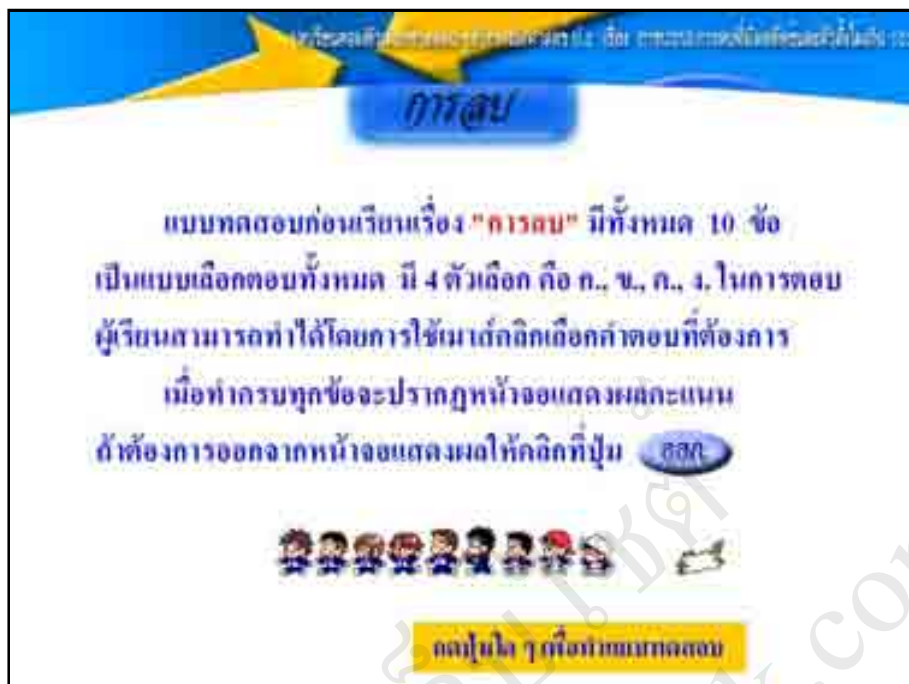 การลบ
แบบทดสอบก่อนเรียนเรื่อง "การลบ" มีทั้งหมด 10 ข้อ
เป็นแบบเลือกตอบทั้งหมด มี 4 ตัวเลือก คือ ก., ข., ค., ง. ในการตอบ
ผู้เรียนสามารถทำได้โดยการใช้เมาส์คลิกเลือกคำตอบที่ต้องการ
เมื่อทำครบทุกข้อจะปรากฏหน้าจอแสดงผลคะแนน
ถ้าต้องการออกจากหน้าจอแสดงผลให้คลิกที่ปุ่ม ออก
กดปุ่มใด ๆ เพื่อทำแบบทดสอบ